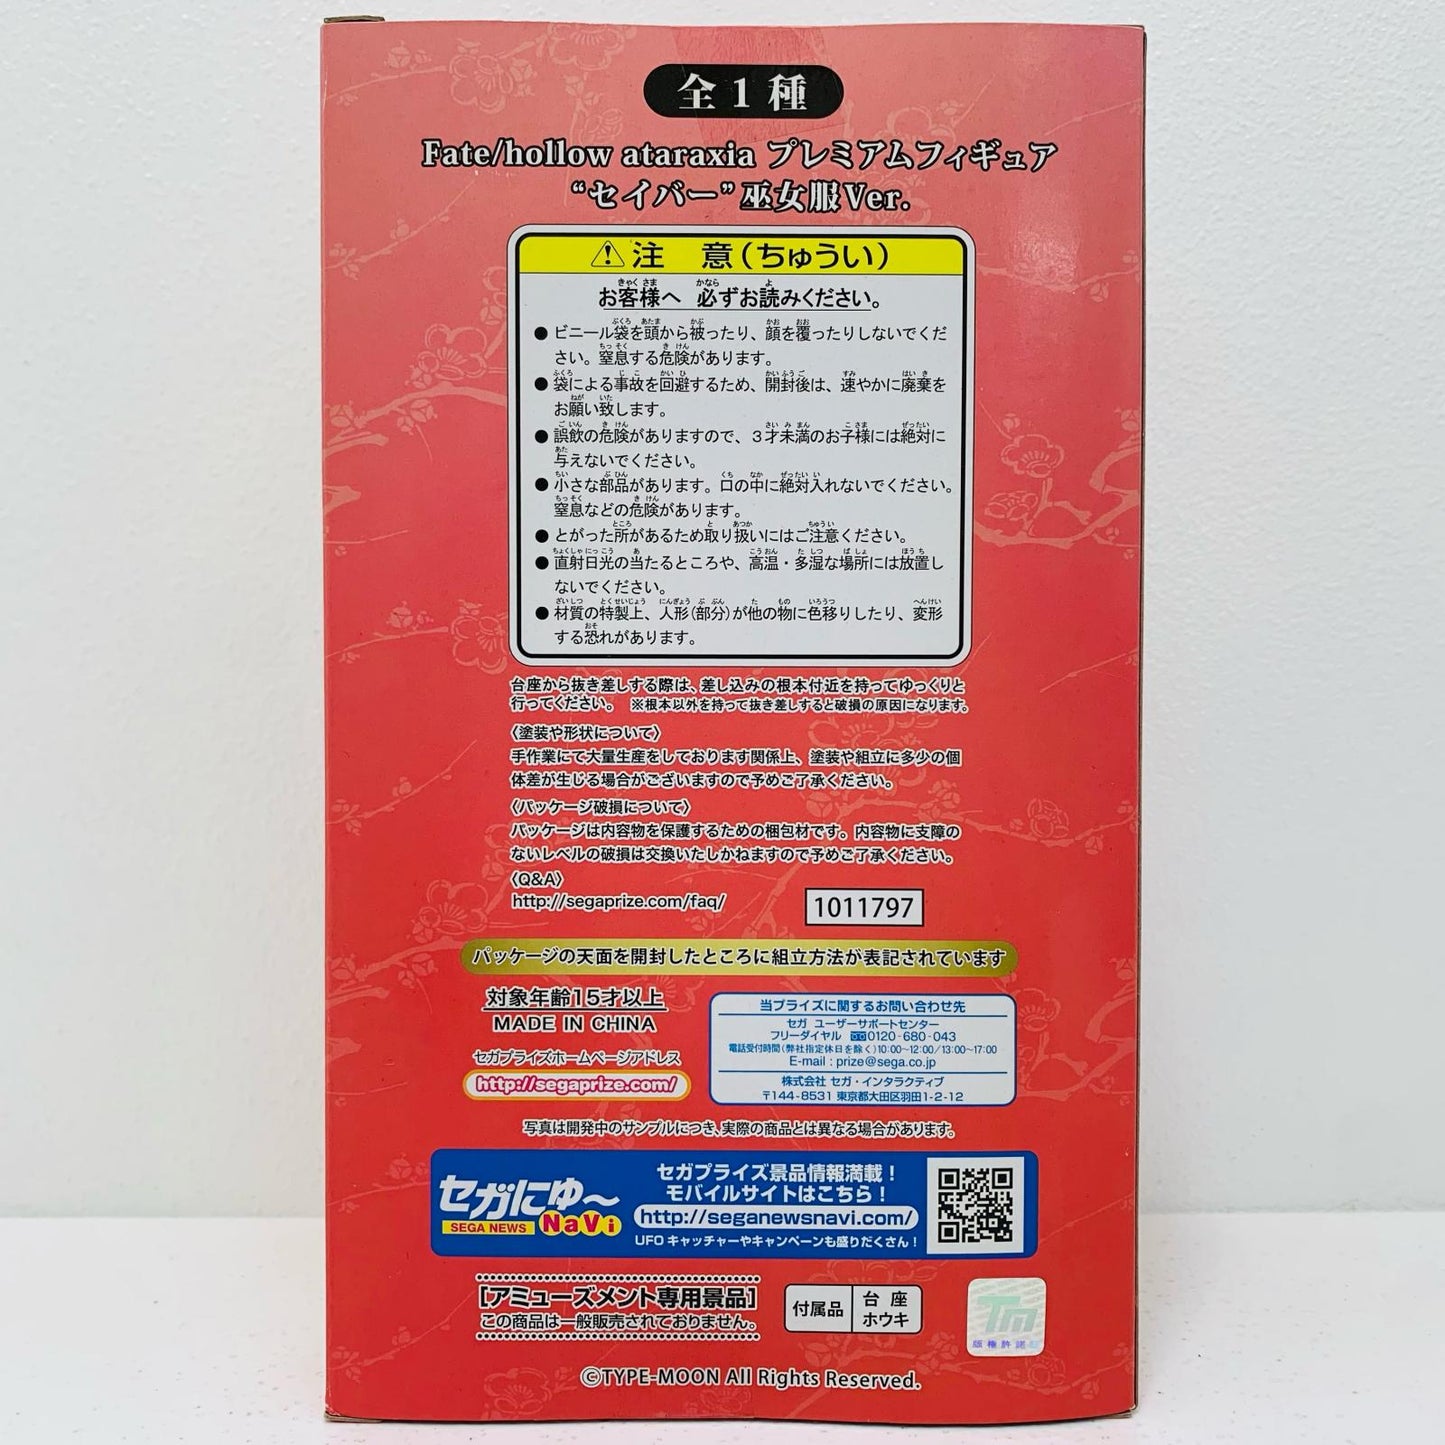 全1種
Fate/hollow ataraxia プレミアムフィギュア
“セイバー”巫女服Ver.
⚠注 意(ちゅうい)
お客様へ 必ずお読みください。
●ビニール袋を頭から被ったり、顔を覆ったりしないでくだ
さい。窒息する危険があります。
●袋による事故を回避するため、開封後は、速やかに廃棄を
お願い致します。
●誤飲の危険がありますので、3才未満のお子様には絶対に
与えないでください。
●小さな部品があります。口の中に絶対入れないでください。
窒息などの危険があります。
●とがった所があるため取り扱いにはご注意ください。
●直射日光の当たるところや、高温・多湿な場所には放置し
ないでください。
●材質の特製上、人形(部分)が他の物に色移りしたり、変形
する恐れがあります。
台座から抜き差しする際は、差し込みの根本付近を持ってゆっくりと
行ってください。 ※根本以外を持って抜き差しすると破損の原因になります。
〈塗装や形状について〉
手作業にて大量生産をしております関係上、塗装や組立に多少の個
体差が生じる場合がございますので予めご了承ください。
〈パッケージ破損について〉
パッケージは内容物を保護するための梱包材です。内容物に支障の
ないレベルの破損は交換いたしかねますので予めご了承ください。
〈Q&A〉
http://segaprize.com/faq/
1011797
パッケージの天面を開封したところに組立方法が表記されています
対象年齢15才以上
MADE IN CHINA
セガプライズホームページアドレス
http://segaprize.com/
当プライズに関するお問い合わせ先
セガ ユーザーサポートセンター
フリーダイヤル 0120-680-043
電話受付時間(弊社指定休日を除く)10:00~12:00/13:00~17:00
E-mail : prize@sega.co.jp
株式会社 セガ・インタラクティブ
〒144-8531 東京都大田区羽田1-2-12
写真は開発中のサンプルにつき、実際の商品とは異なる場合があります。
セガにゅ〜
SEGA NEWS NaVi
セガプライズ景品情報満載!
モバイルサイトはこちら!
http://seganewsnavi.com/
UFOキャッチャーやキャンペーンも盛りだくさん!
[アミューズメント専用景品]
この商品は一般販売されておりません。
付属品
台座
ホウキ
TM
版権許諾
©TYPE-MOON All Rights Reserved.